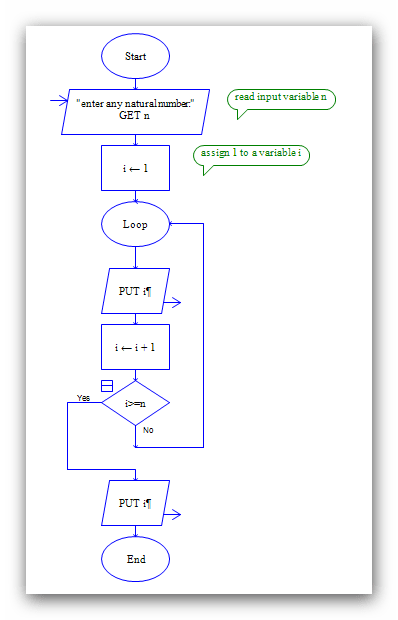 Start
"enter any natural number:"
GET n
read input variable n
assign 1 to a variable i
i ← 1
Loop
PUT i¶
i ← i + 1
Yes
i>=n
No
PUT i¶
End